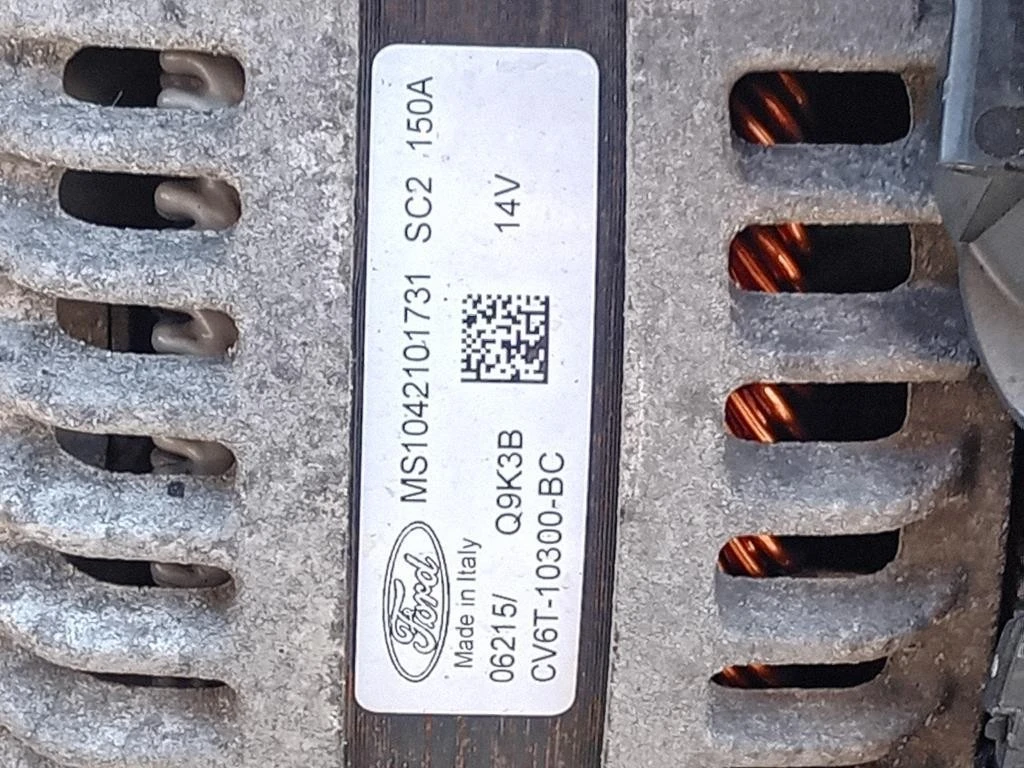 Ford MS1042101731 SC2 150A
Made in Italy
06215/ Q9K3B 14V
CV6T-10300-BC